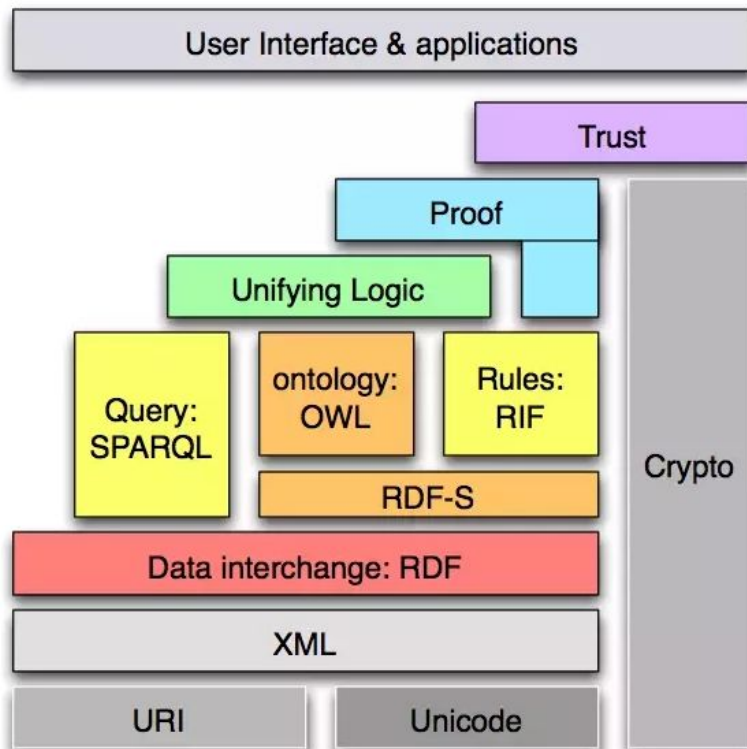 User Interface & applications
Trust
Proof
Unifying Logic
Query:
SPARQL
ontology:
OWL
Rules:
RIF
Crypto
RDF-S
Data interchange: RDF
XML
URI
Unicode